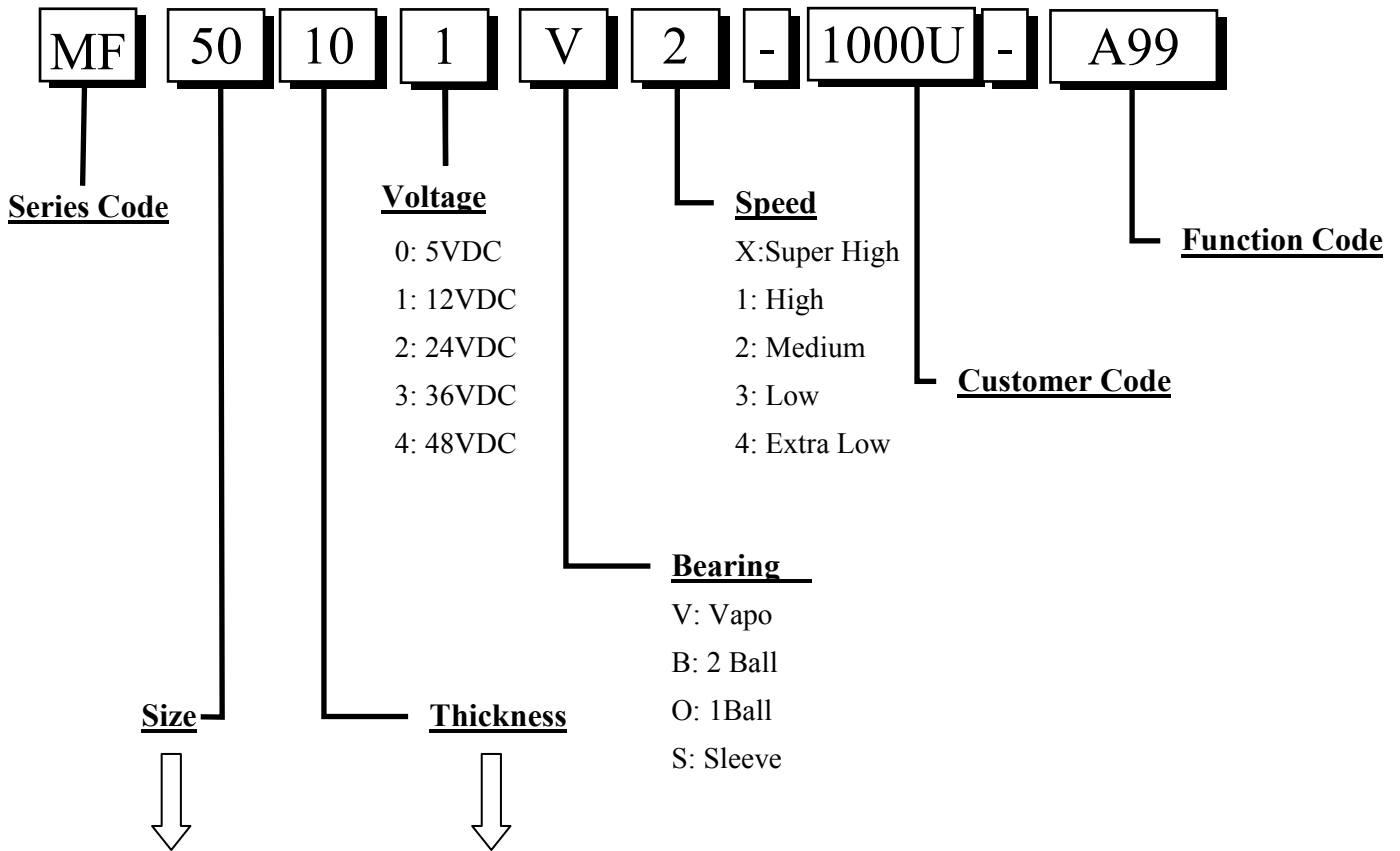 MF 50 10 1 V 2 - 1000U - A99
Series Code
Voltage
0: 5VDC
1: 12VDC
2: 24VDC
3: 36VDC
4: 48VDC
Speed
X:Super High
1: High
2: Medium
3: Low
4: Extra Low
Function Code
Customer Code
Bearing
V: Vapo
B: 2 Ball
O: 1Ball
S: Sleeve
Size
Thickness